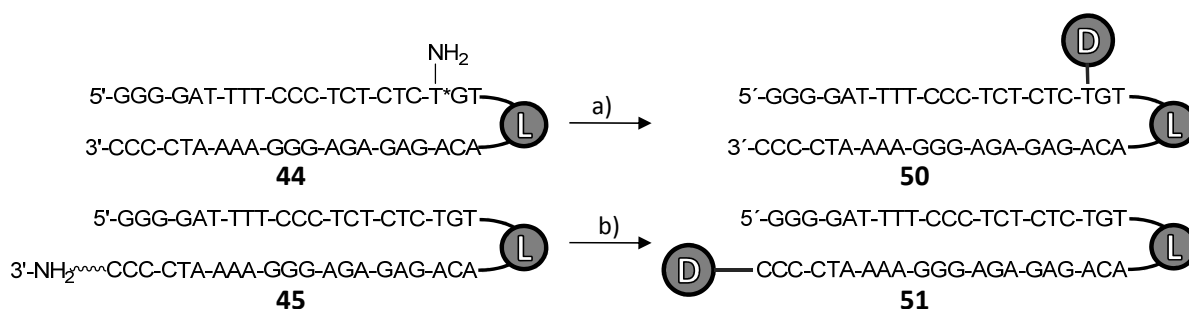 NH2
D
5'-GGG-GAT-TTT-CCC-TCT-CTC-T*GT
L
3'-CCC-CTA-AAA-GGG-AGA-GAG-ACA
44
a)
5´-GGG-GAT-TTT-CCC-TCT-CTC-TGT
L
3´-CCC-CTA-AAA-GGG-AGA-GAG-ACA
50
5'-GGG-GAT-TTT-CCC-TCT-CTC-TGT
L
3'-NH2 CCC-CTA-AAA-GGG-AGA-GAG-ACA
45
b)
5´-GGG-GAT-TTT-CCC-TCT-CTC-TGT
L
D CCC-CTA-AAA-GGG-AGA-GAG-ACA
51